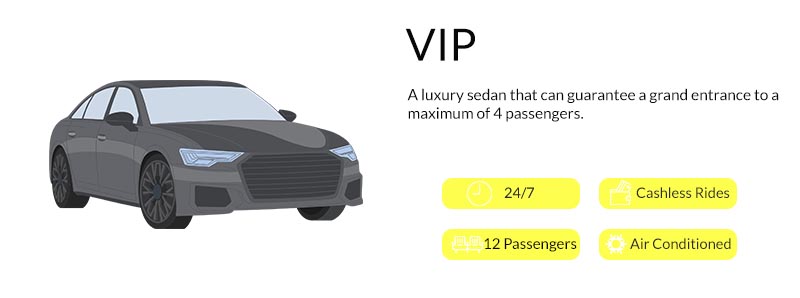 VIP
A luxury sedan that can guarantee a grand entrance to a
maximum of 4 passengers.
24/7
Cashless Rides
12 Passengers
Air Conditioned